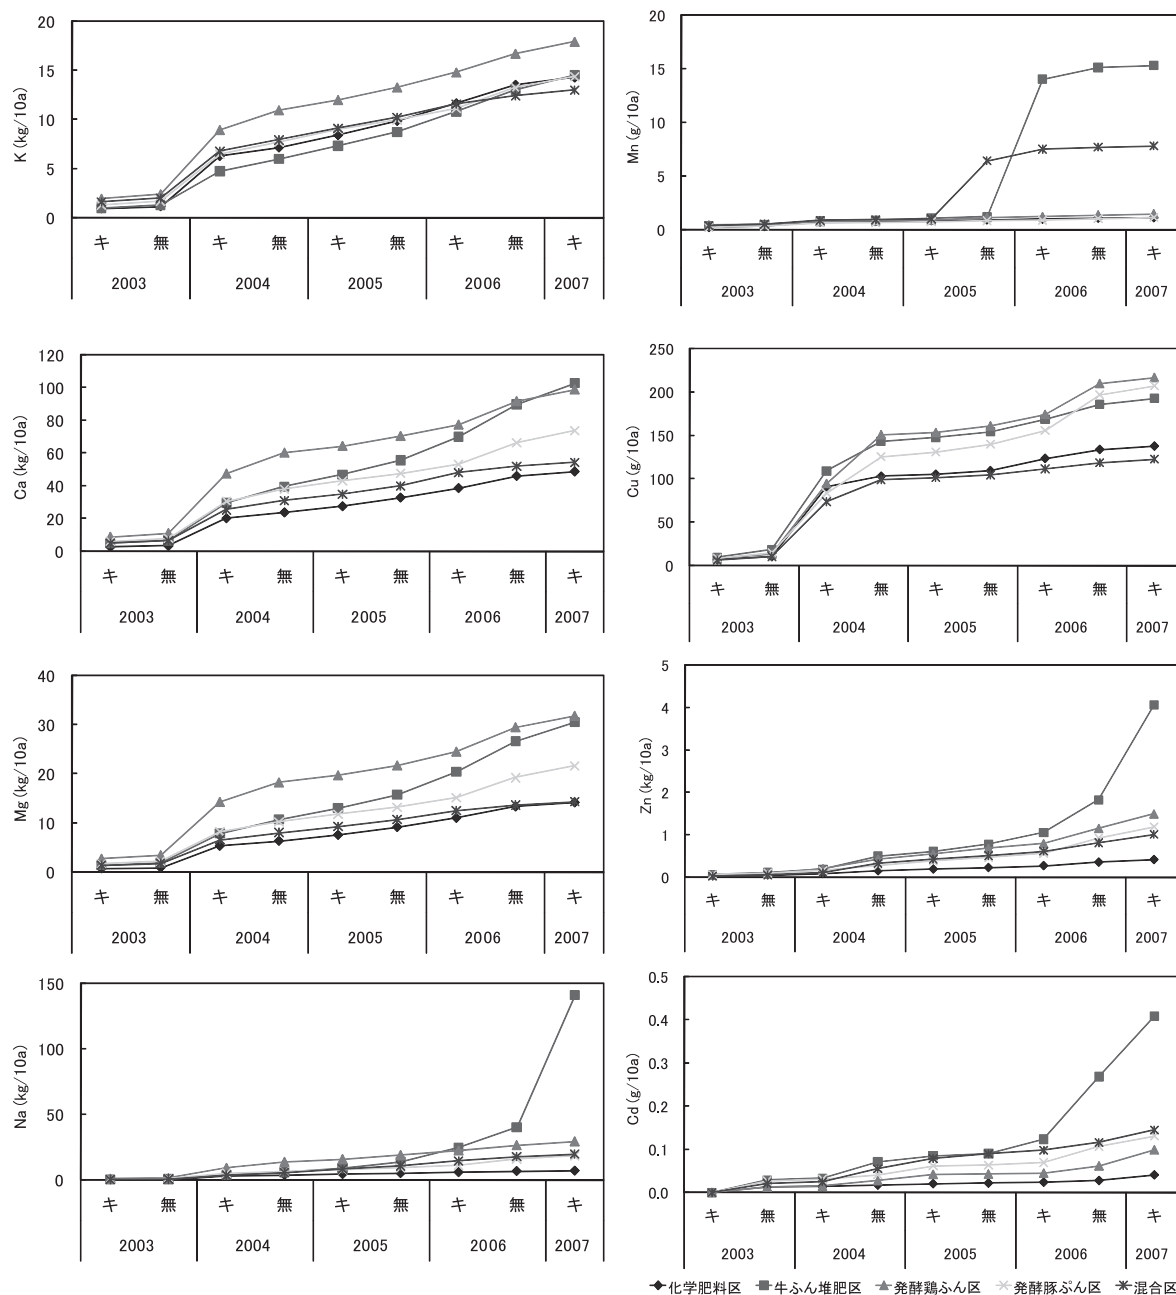 K (kg/10a)
20
15
10
5
0
キ 無 キ 無 キ 無 キ 無 キ
2003 2004 2005 2006 2007
Mn (g/10a)
20
15
10
5
0
キ 無 キ 無 キ 無 キ 無 キ
2003 2004 2005 2006 2007
Ca (kg/10a)
120
100
80
60
40
20
0
キ 無 キ 無 キ 無 キ 無 キ
2003 2004 2005 2006 2007
Cu (g/10a)
250
200
150
100
50
0
キ 無 キ 無 キ 無 キ 無 キ
2003 2004 2005 2006 2007
Mg (kg/10a)
40
30
20
10
0
キ 無 キ 無 キ 無 キ 無 キ
2003 2004 2005 2006 2007
Zn (kg/10a)
5
4
3
2
1
0
キ 無 キ 無 キ 無 キ 無 キ
2003 2004 2005 2006 2007
Na (kg/10a)
150
100
50
0
キ 無 キ 無 キ 無 キ 無 キ
2003 2004 2005 2006 2007
Cd (g/10a)
0.5
0.4
0.3
0.2
0.1
0.0
キ 無 キ 無 キ 無 キ 無 キ
2003 2004 2005 2006 2007
化学肥料区 牛ふん堆肥区 発酵鶏ふん区 発酵豚ぷん区 混合区